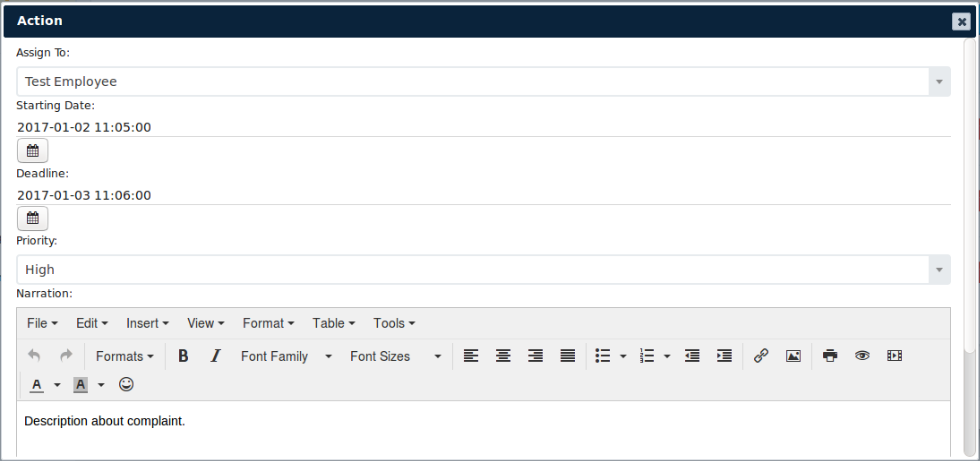 Action
Assign To:
Test Employee
Starting Date:
2017-01-02 11:05:00
Deadline:
2017-01-03 11:06:00
Priority:
High
Narration:
File Edit Insert View Format Table Tools
Formats B I Font Family Font Sizes
A A
Description about complaint.